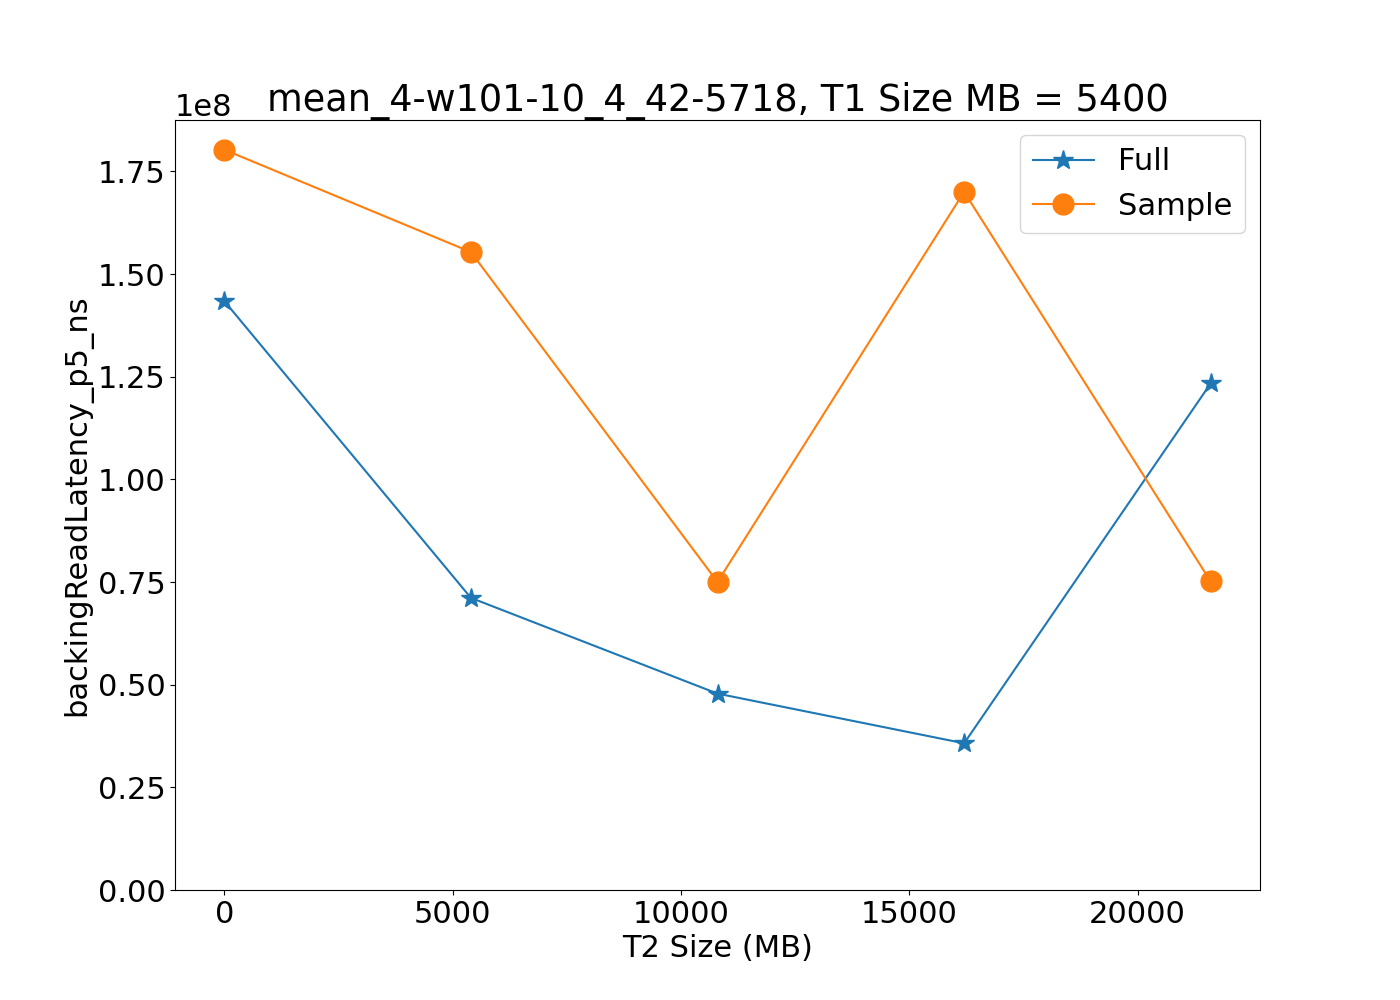 mean_4-w101-10_4_42-5718, T1 Size MB = 5400
1e8
Full
Sample
1.75
1.50
1.25
1.00
0.75
0.50
0.25
0.00
backingReadLatency_p5_ns
0 5000 10000 15000 20000
T2 Size (MB)